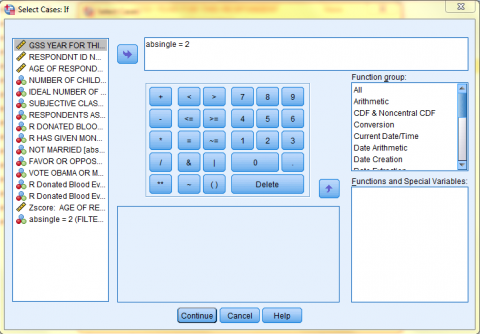 Select Cases: If
GSS YEAR FOR THI...
RESPONDNT ID N...
AGE OF RESPOND...
NUMBER OF CHILD...
IDEAL NUMBER OF ...
SUBJECTIVE CLAS...
RESPONDENTS AS...
R DONATED BLOO...
R HAS GIVEN MON...
NOT MARRIED [abs...
FAVOR OR OPPOS...
VOTE OBAMA OR M...
R Donated Blood Ev...
R Donated Blood Ev...
Zscore: AGE OF RE...
absingle = 2 (FILTE...
absingle = 2
+ < > 7 8 9
- <= >= 4 5 6
* = ~= 1 2 3
/ & | 0 .
** ~ ( ) Delete
Function group:
All
Arithmetic
CDF & Noncentral CDF
Conversion
Current Date/Time
Date Arithmetic
Date Creation
Date Extraction
Functions and Special Variables:
Continue Cancel Help